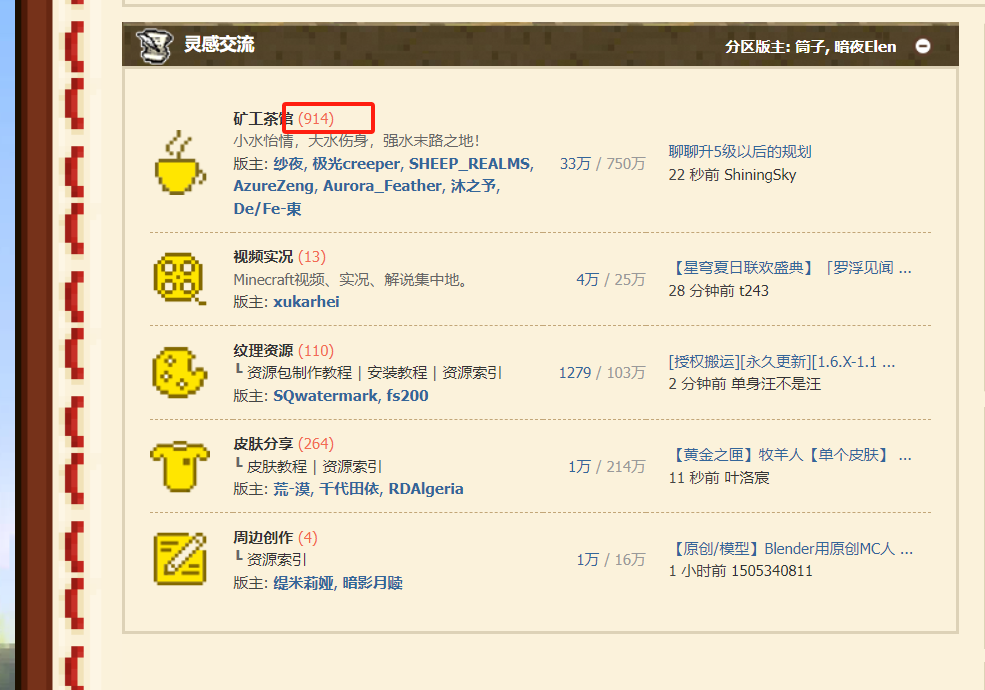 灵感交流
分区版主: 筒子, 暗夜Elen
矿工茶馆 (914)
小水怡情，大水伤身，强水末路之地！
版主: 纱夜, 极光creeper, SHEEP_REALMS,
AzureZeng, Aurora_Feather, 沐之予,
De/Fe-東
33万 / 750万
聊聊升5级以后的规划
22 秒前 ShiningSky
视频实况 (13)
Minecraft视频、实况、解说集中地。
版主: xukarhei
4万 / 25万
【星穹夏日联欢盛典】「罗浮见闻 ...
28 分钟前 t243
纹理资源 (110)
┗ 资源包制作教程 | 安装教程 | 资源索引
版主: SQwatermark, fs200
1279 / 103万
[授权搬运][永久更新][1.6.X-1.1 ...
2 分钟前 单身汪不是汪
皮肤分享 (264)
┗ 皮肤教程 | 资源索引
版主: 荒-漠, 千代田依, RDAlgeria
1万 / 214万
【黄金之匣】牧羊人【单个皮肤】 ...
11 秒前 叶洛宸
周边创作 (4)
┗ 资源索引
版主: 缇米莉娅, 暗影月赎
1万 / 16万
【原创/模型】Blender用原创MC人 ...
1 小时前 1505340811